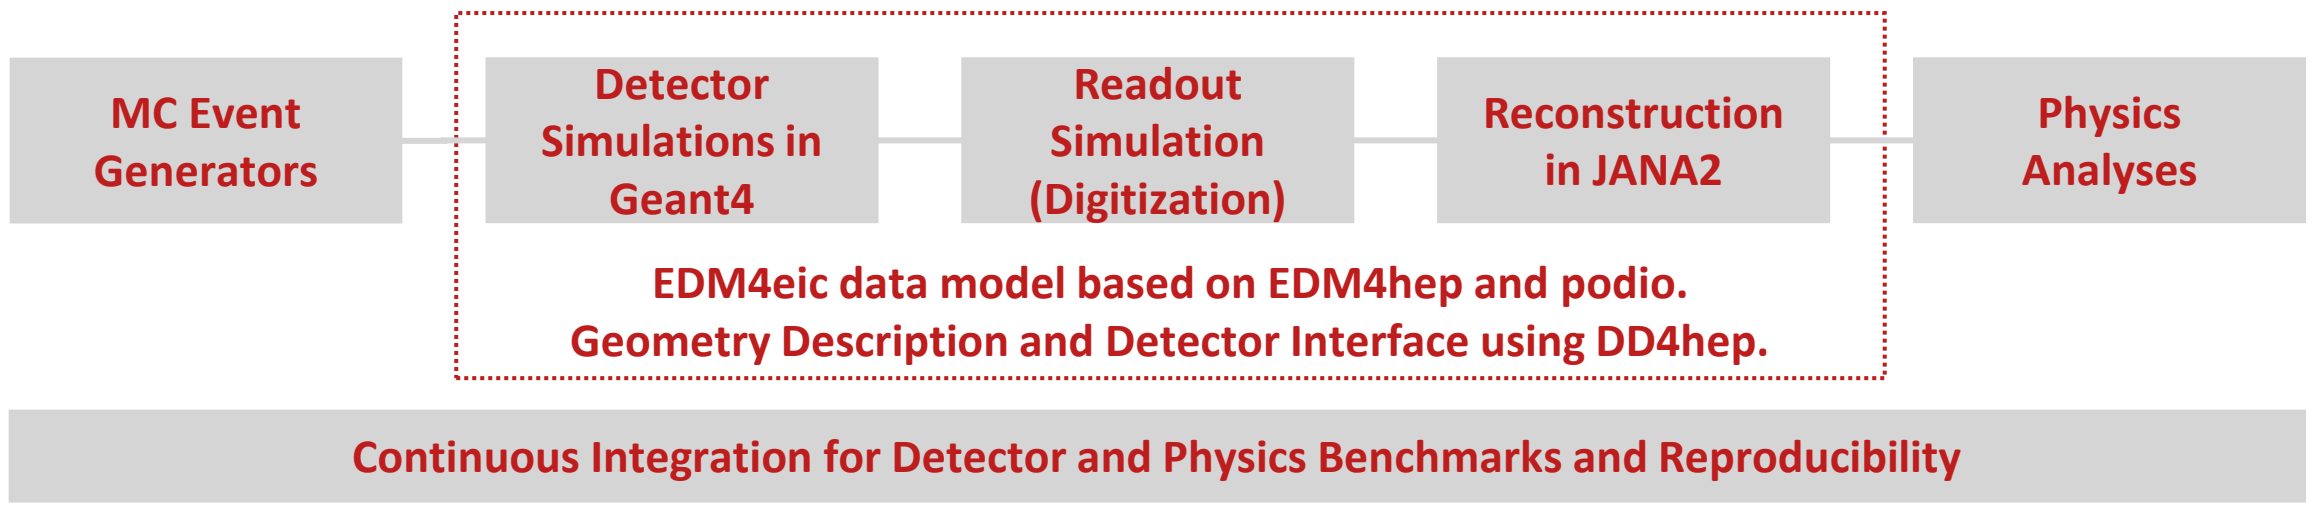 MC Event
Generators
Detector
Simulations in
Geant4
Readout
Simulation
(Digitization)
Reconstruction
in JANA2
Physics
Analyses
EDM4eic data model based on EDM4hep and podio.
Geometry Description and Detector Interface using DD4hep.
Continuous Integration for Detector and Physics Benchmarks and Reproducibility